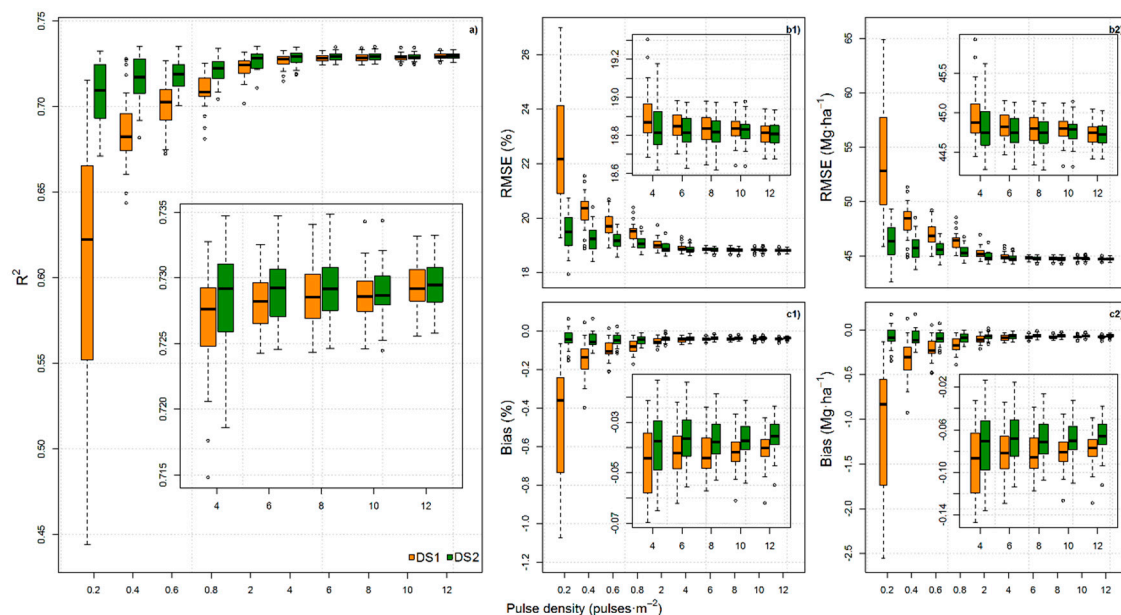 a)
R²
0.75
0.70
0.65
0.60
0.55
0.50
0.45
0.735
0.730
0.725
0.720
0.715
4 6 8 10 12
DS1 DS2
0.2 0.4 0.6 0.8 2 4 6 8 10 12
b1)
RMSE (%)
26
24
22
20
18
19.2
19.0
18.8
18.6
4 6 8 10 12
b2)
RMSE (Mg·ha⁻¹)
65
60
55
50
45
45.5
45.0
44.5
4 6 8 10 12
c1)
Bias (%)
0.0
-0.2
-0.4
-0.6
-0.8
-1.0
-1.2
-0.03
-0.05
-0.07
4 6 8 10 12
0.2 0.4 0.6 0.8 2 4 6 8 10 12
c2)
Bias (Mg·ha⁻¹)
0.0
-0.5
-1.0
-1.5
-2.0
-2.5
-0.02
-0.06
-0.10
-0.14
4 6 8 10 12
0.2 0.4 0.6 0.8 2 4 6 8 10 12
Pulse density (pulses·m⁻²)